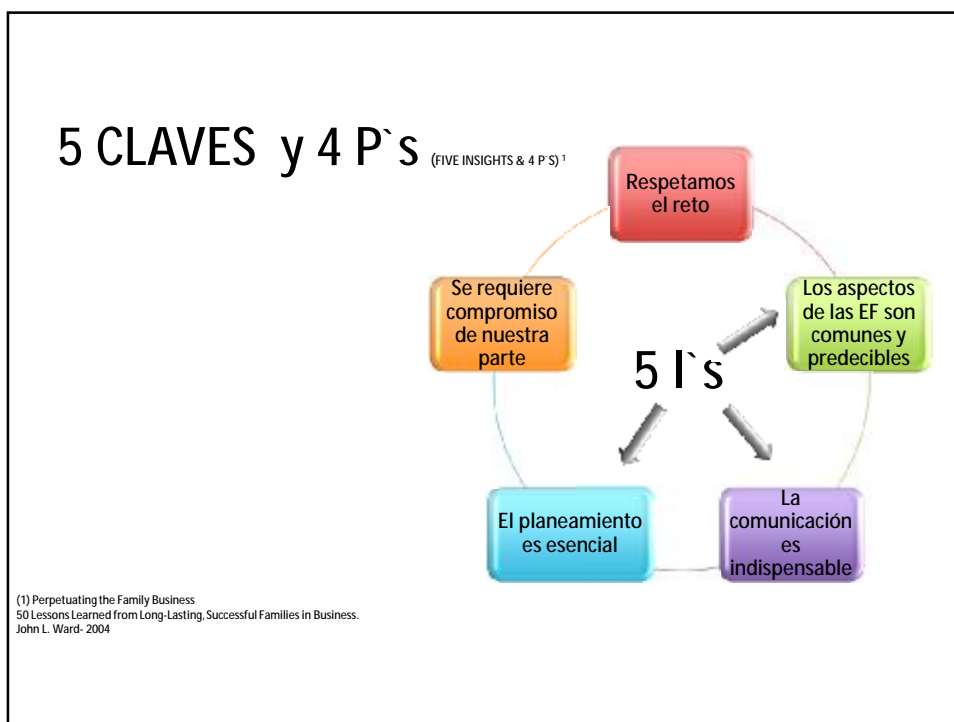 5 CLAVES y 4 P`s (FIVE INSIGHTS & 4 P`S) 1
Respetamos
el reto
Se requiere
compromiso
de nuestra
parte
Los aspectos
de las EF son
comunes y
predecibles
5 I`s
El planeamiento
es esencial
La
comunicación
es
indispensable
(1) Perpetuating the Family Business
50 Lessons Learned from Long-Lasting, Successful Families in Business.
John L. Ward- 2004